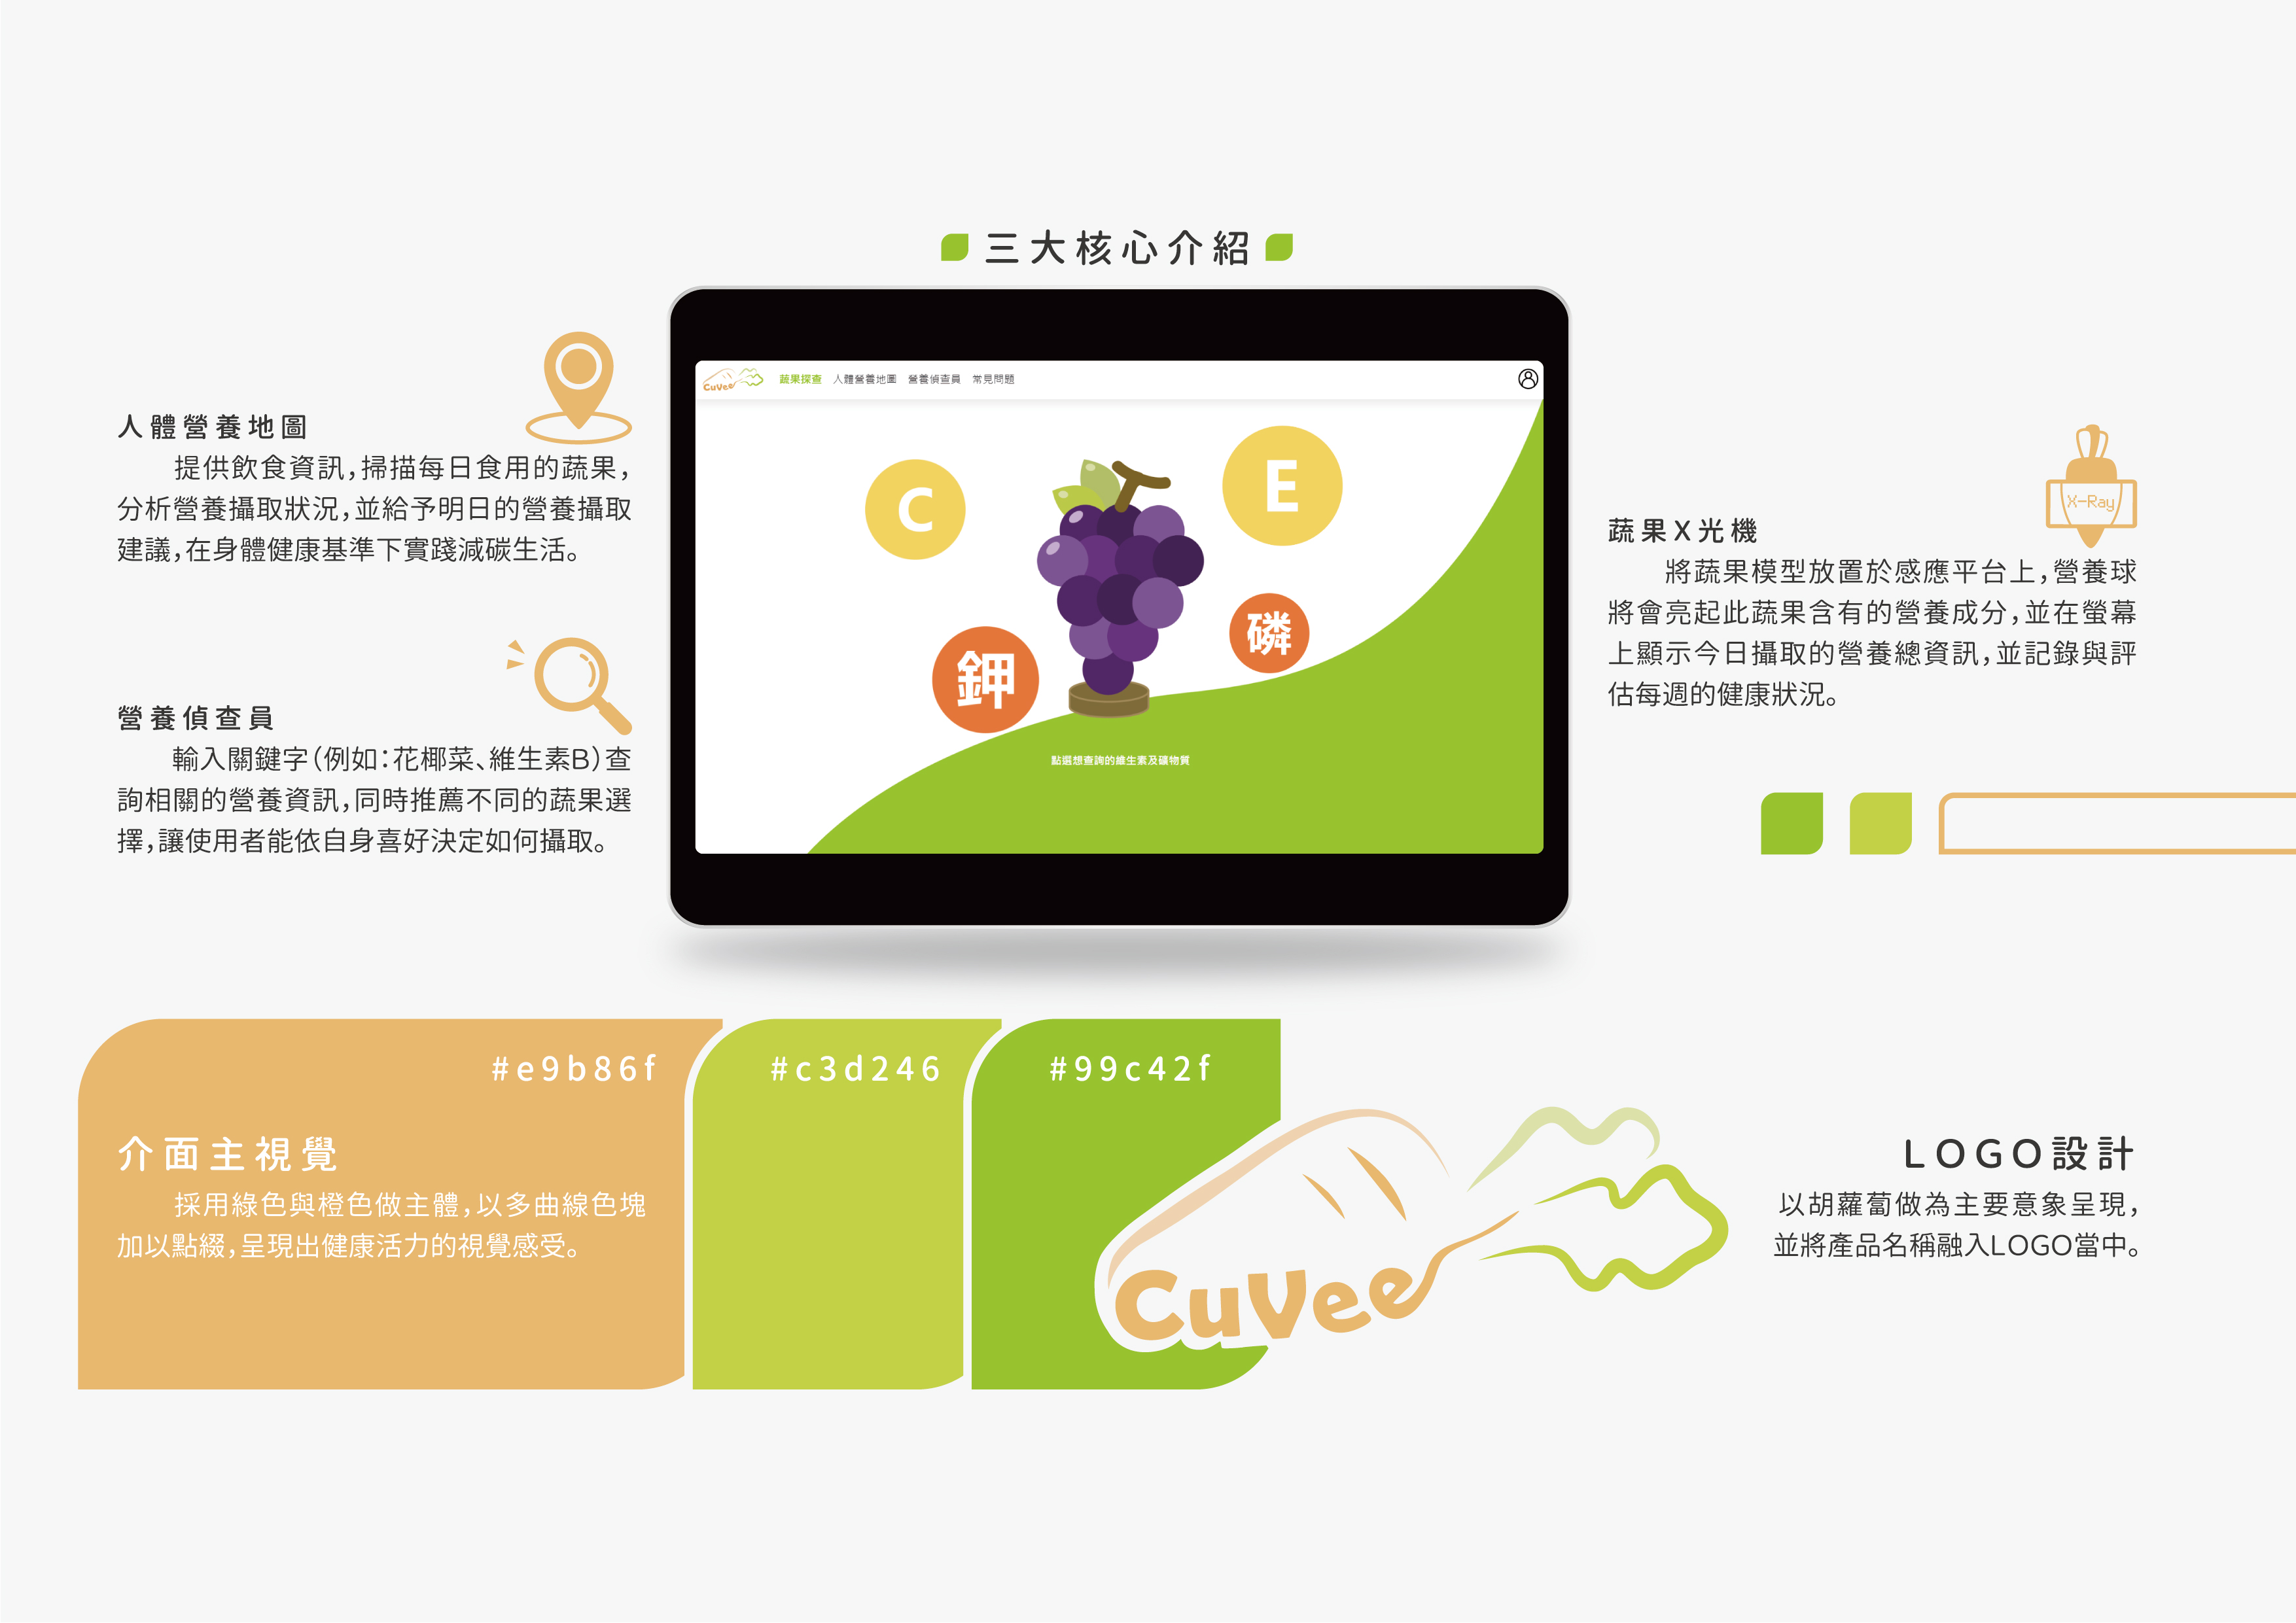 三大核心介紹
人體營養地圖
提供飲食資訊，掃描每日食用的蔬果，
分析營養攝取狀況，並給予明日的營養攝取
建議，在身體健康基準下實踐減碳生活。
營養偵查員
輸入關鍵字（例如：花椰菜、維生素B）查
詢相關的營養資訊，同時推薦不同的蔬果選
擇，讓使用者能依自身喜好決定如何攝取。
CuVee 蔬果探查 人體營養地圖 營養偵查員 常見問題
C
E
鉀
磷
點選想查詢的維生素及礦物質
X-Ray
蔬果X光機
將蔬果模型放置於感應平台上，營養球
將會亮起此蔬果含有的營養成分，並在螢幕
上顯示今日攝取的營養總資訊，並記錄與評
估每週的健康狀況。
#e9b86f
#c3d246
#99c42f
介面主視覺
採用綠色與橙色做主體，以多曲線色塊
加以點綴，呈現出健康活力的視覺感受。
CuVee
LOGO設計
以胡蘿蔔做為主要意象呈現，
並將產品名稱融入LOGO當中。